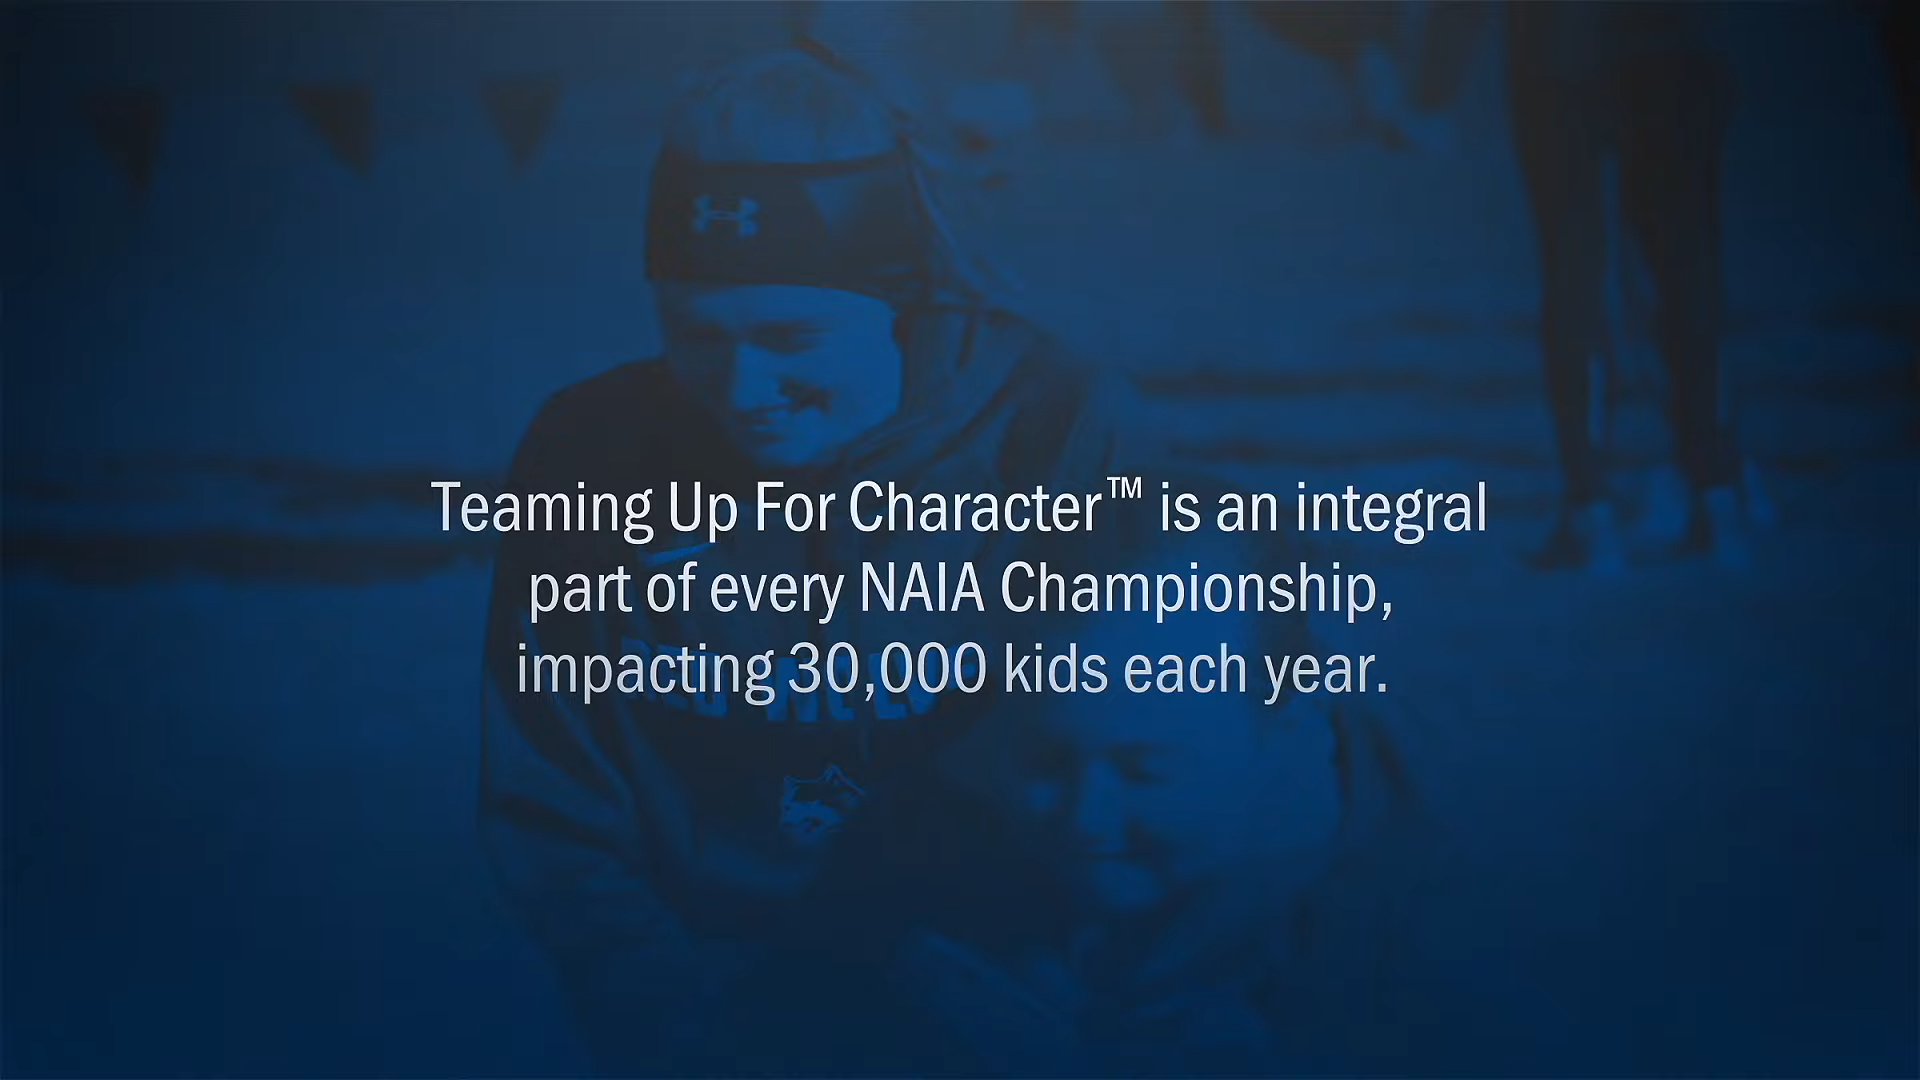 Teaming Up For Character™ is an integral
part of every NAIA Championship,
impacting 30,000 kids each year.